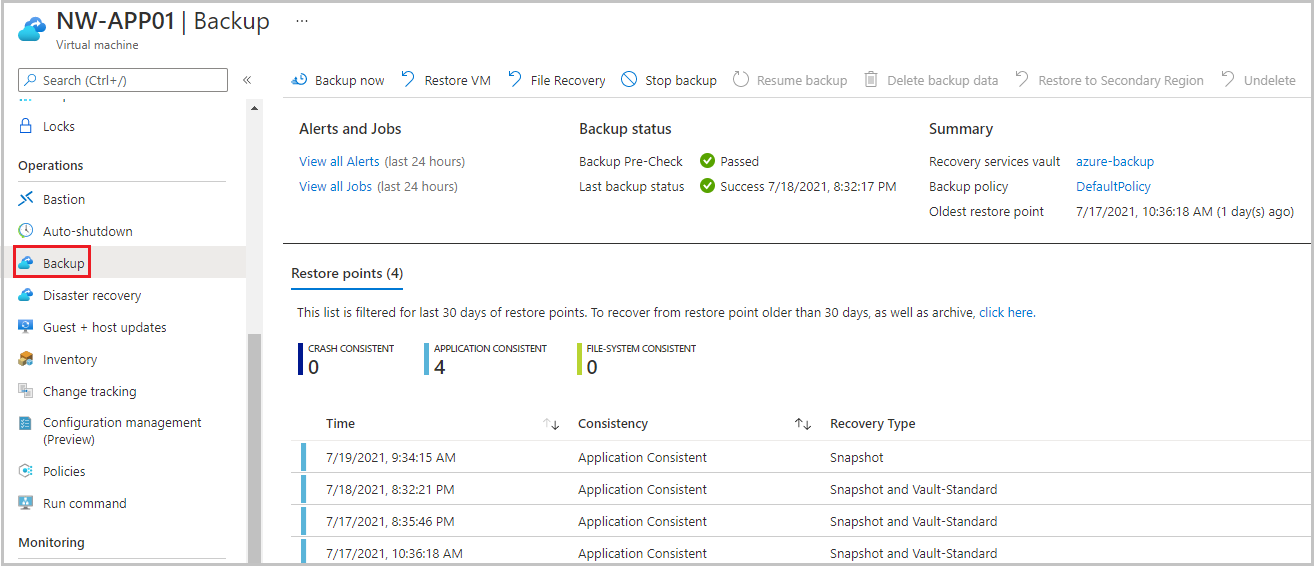 NW-APP01 | Backup ...
Virtual machine
Search (Ctrl+/) «
Locks
Operations
Bastion
Auto-shutdown
Backup
Disaster recovery
Guest + host updates
Inventory
Change tracking
Configuration management
(Preview)
Policies
Run command
Monitoring
Backup now Restore VM File Recovery Stop backup Resume backup Delete backup data Restore to Secondary Region Undelete
Alerts and Jobs
View all Alerts (last 24 hours)
View all Jobs (last 24 hours)
Backup status
Backup Pre-Check Passed
Last backup status Success 7/18/2021, 8:32:17 PM
Summary
Recovery services vault azure-backup
Backup policy DefaultPolicy
Oldest restore point 7/17/2021, 10:36:18 AM (1 day(s) ago)
Restore points (4)
This list is filtered for last 30 days of restore points. To recover from restore point older than 30 days, as well as archive, click here.
CRASH CONSISTENT APPLICATION CONSISTENT FILE-SYSTEM CONSISTENT
0 4 0
Time Consistency Recovery Type
7/19/2021, 9:34:15 AM Application Consistent Snapshot
7/18/2021, 8:32:21 PM Application Consistent Snapshot and Vault-Standard
7/17/2021, 8:35:46 PM Application Consistent Snapshot and Vault-Standard
7/17/2021, 10:36:18 AM Application Consistent Snapshot and Vault-Standard